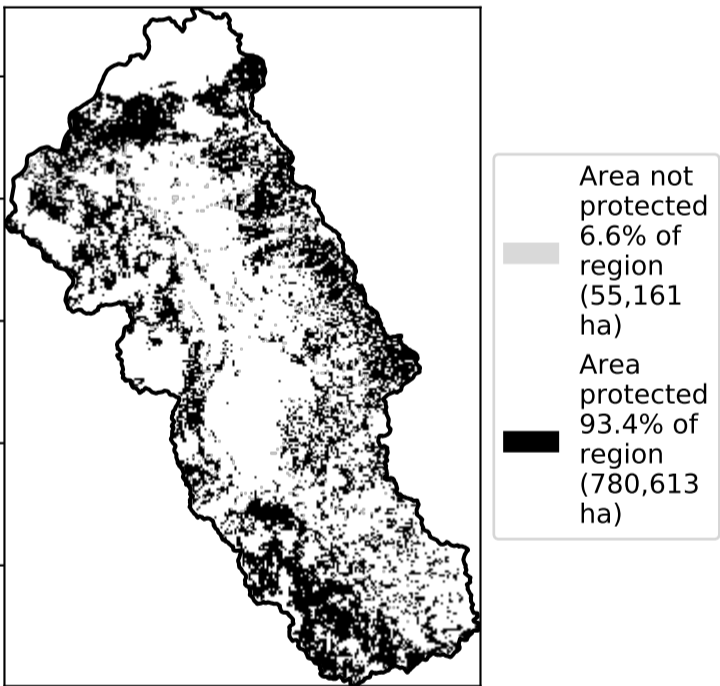 Area not
protected
6.6% of
region
(55,161
ha)
Area
protected
93.4% of
region
(780,613
ha)